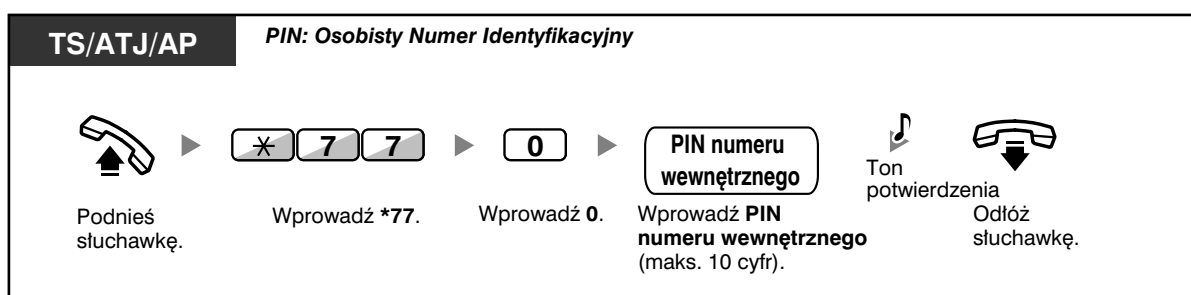 TS/ATJ/AP
PIN: Osobisty Numer Identyfikacyjny
Podnieś
słuchawkę.
* 7 7
Wprowadź *77.
0
Wprowadź 0.
PIN numeru
wewnętrznego
Wprowadź PIN
numeru wewnętrznego
(maks. 10 cyfr).
Ton
potwierdzenia
Odłóż
słuchawkę.